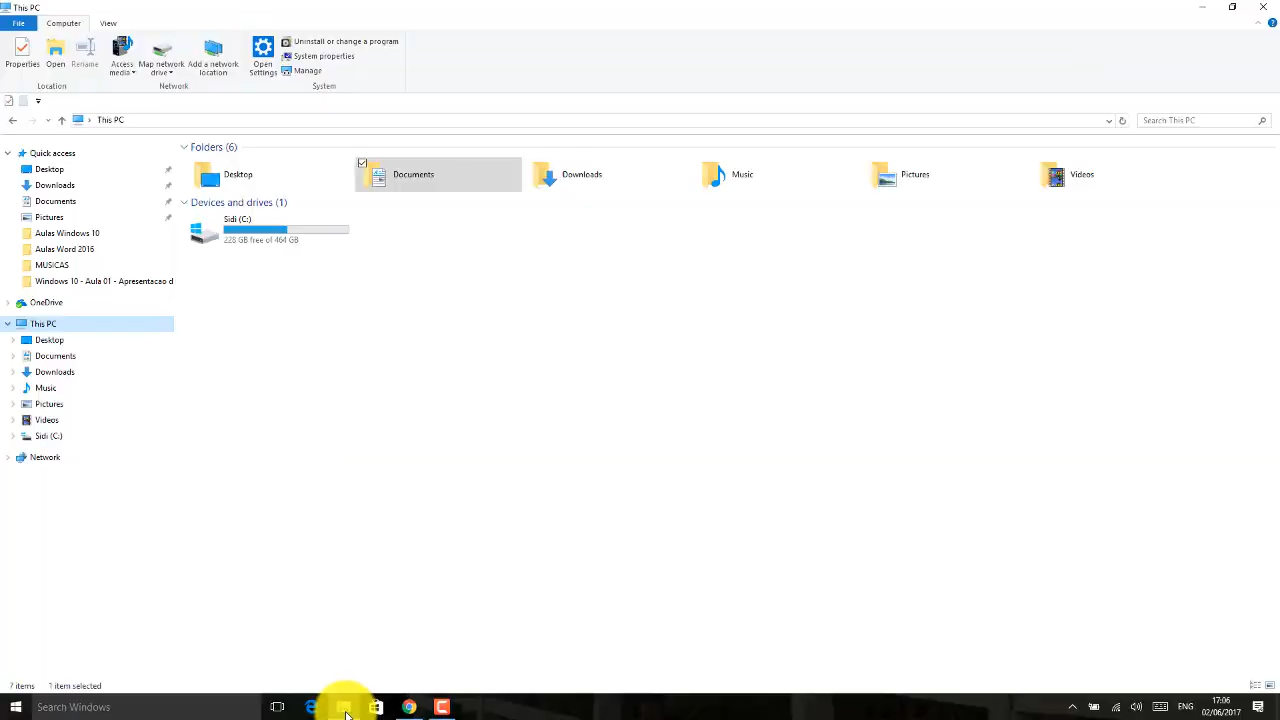 This PC
File Computer View
Uninstall or change a program
System properties
Manage
Properties Open Rename Access media Map network drive Add a network location Open Settings
Location Network System
This PC
Search This PC
Quick access
Desktop
Downloads
Documents
Pictures
Aulas Windows 10
Aulas Word 2016
MUSICAS
Windows 10 - Aula 01 - Apresentacao d
OneDrive
This PC
Desktop
Documents
Downloads
Music
Pictures
Videos
Sidi (C:)
Network
Folders (6)
Desktop Documents Downloads Music Pictures Videos
Devices and drives (1)
Sidi (C:)
228 GB free of 464 GB
7 items 1 item selected
Search Windows
ENG
17:06
02/06/2017